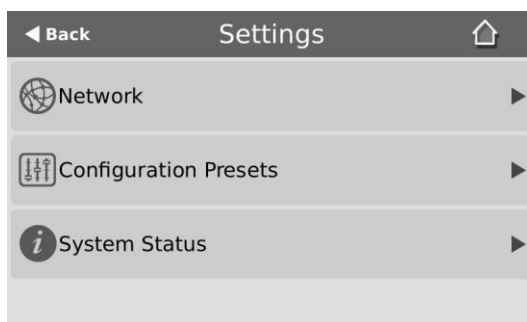 Back
Settings
Network
Configuration Presets
System Status